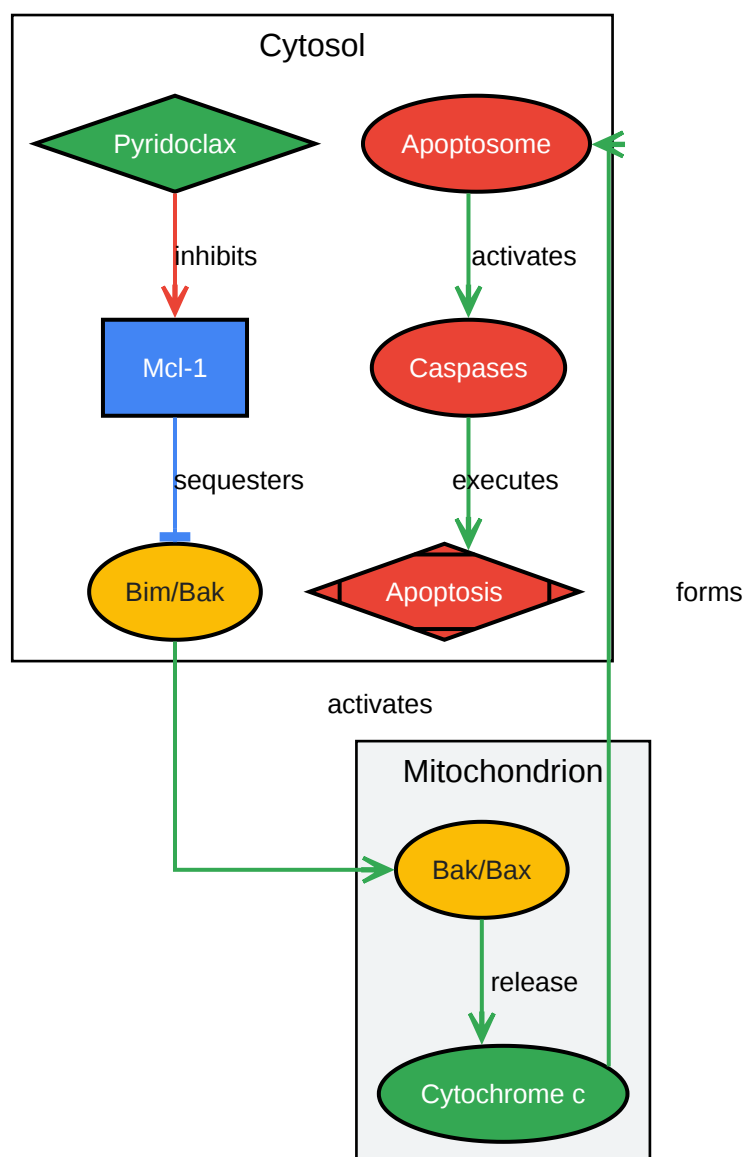 Cytosol
Pyridoclax
Apoptosome
inhibits
activates
Mcl-1
Caspases
sequesters
executes
Bim/Bak
Apoptosis
forms
activates
Mitochondrion
Bak/Bax
release
Cytochrome c